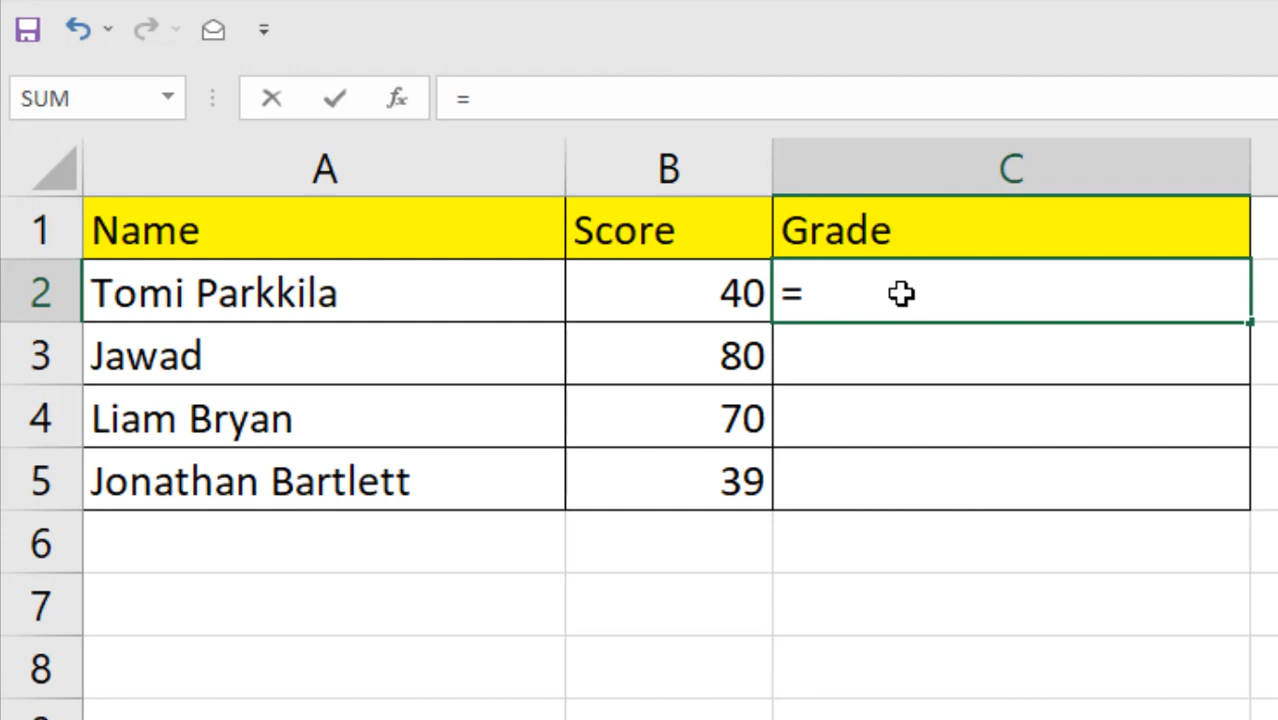 SUM fx =
A B C
1 Name Score Grade
2 Tomi Parkkila 40 =
3 Jawad 80
4 Liam Bryan 70
5 Jonathan Bartlett 39
6
7
8